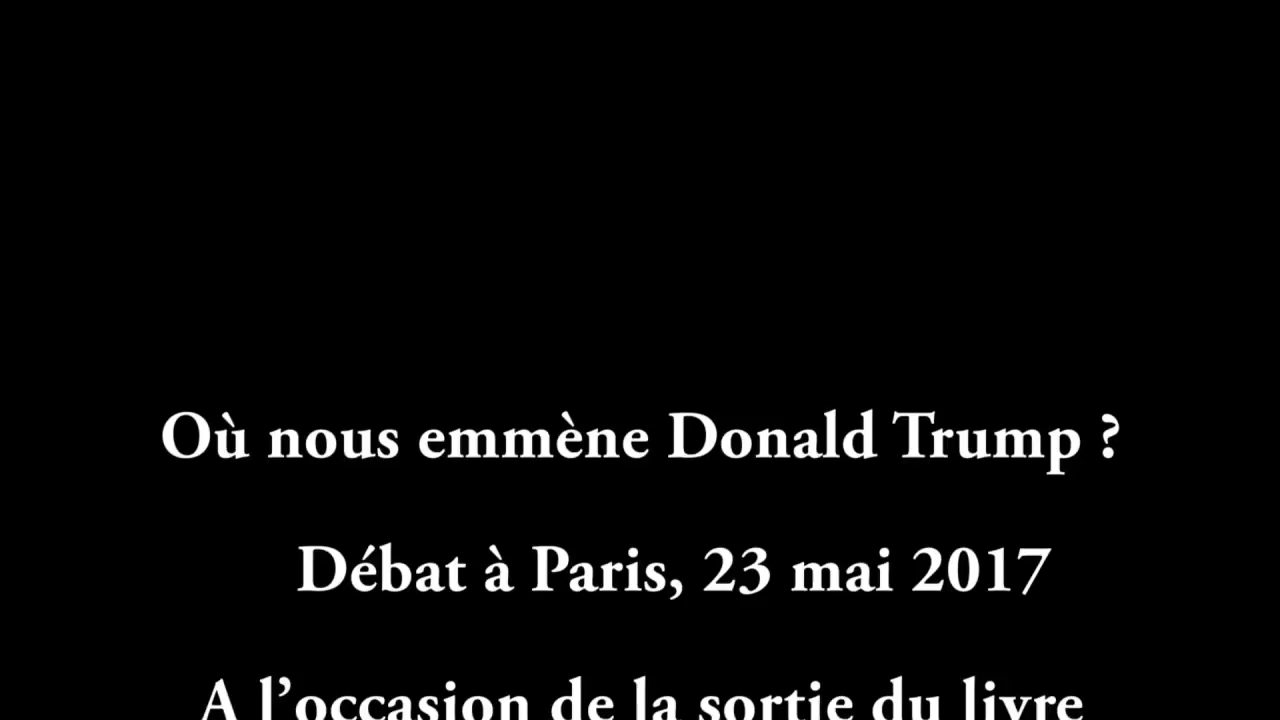 Où nous emmène Donald Trump ?
Débat à Paris, 23 mai 2017
A l’occasion de la sortie du livre